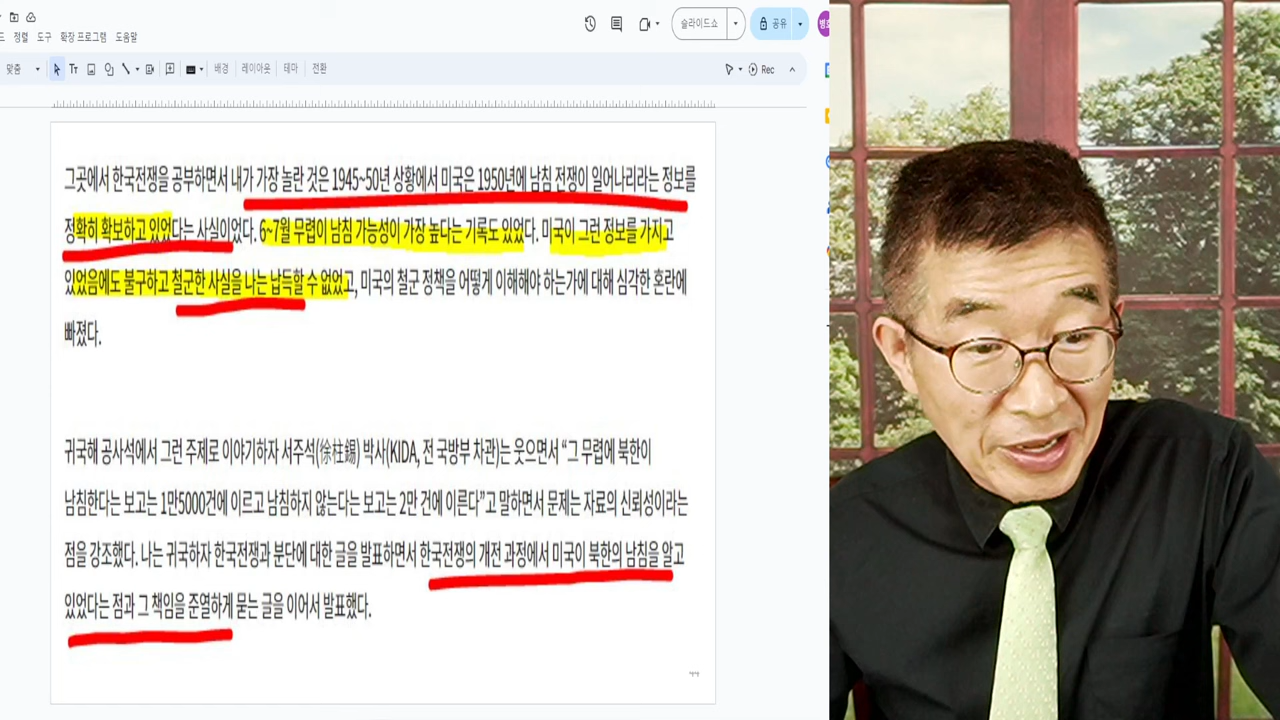 정렬 도구 확장 프로그램 도움말
슬라이드쇼
공유
맞춤
배경 레이아웃 테마 전환
Rec
그곳에서 한국전쟁을 공부하면서 내가 가장 놀란 것은 1945~50년 상황에서 미국은 1950년에 남침 전쟁이 일어나리라는 정보를
정확히 확보하고 있었다는 사실이었다. 6~7월 무렵이 남침 가능성이 가장 높다는 기록도 있었다. 미국이 그런 정보를 가지고
있었음에도 불구하고 철군한 사실을 나는 납득할 수 없었고, 미국의 철군 정책을 어떻게 이해해야 하는가에 대해 심각한 혼란에
빠졌다.
귀국해 공사석에서 그런 주제로 이야기하자 서주석(徐柱錫) 박사(KIDA, 전 국방부 차관)는 웃으면서 “그 무렵에 북한이
남침한다는 보고는 1만5000건에 이르고 남침하지 않는다는 보고는 2만 건에 이른다”고 말하면서 문제는 자료의 신뢰성이라는
점을 강조했다. 나는 귀국하자 한국전쟁과 분단에 대한 글을 발표하면서 한국전쟁의 개전 과정에서 미국이 북한의 남침을 알고
있었다는 점과 그 책임을 준열하게 묻는 글을 이어서 발표했다.